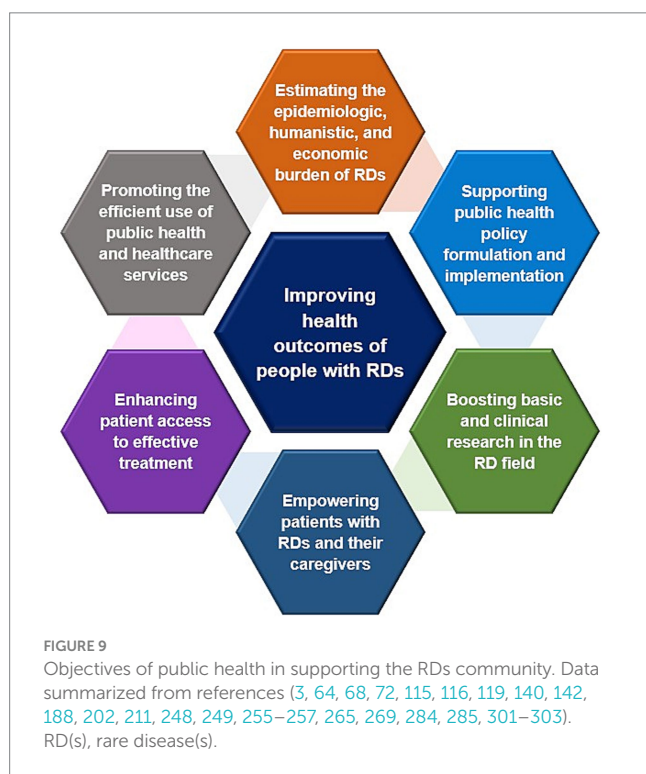 Estimating the
epidemiologic,
humanistic, and
economic
burden of RDs
Supporting
public health
policy
formulation and
implementation
Boosting basic
and clinical
research in the
RD field
Empowering
patients with
RDs and their
caregivers
Enhancing
patient access
to effective
treatment
Promoting the
efficient use of
public health
and healthcare
services
Improving
health
outcomes of
people with RDs
FIGURE 9
Objectives of public health in supporting the RDs community. Data
summarized from references (3, 64, 68, 72, 115, 116, 119, 140, 142,
188, 202, 211, 248, 249, 255–257, 265, 269, 284, 285, 301–303).
RD(s), rare disease(s).